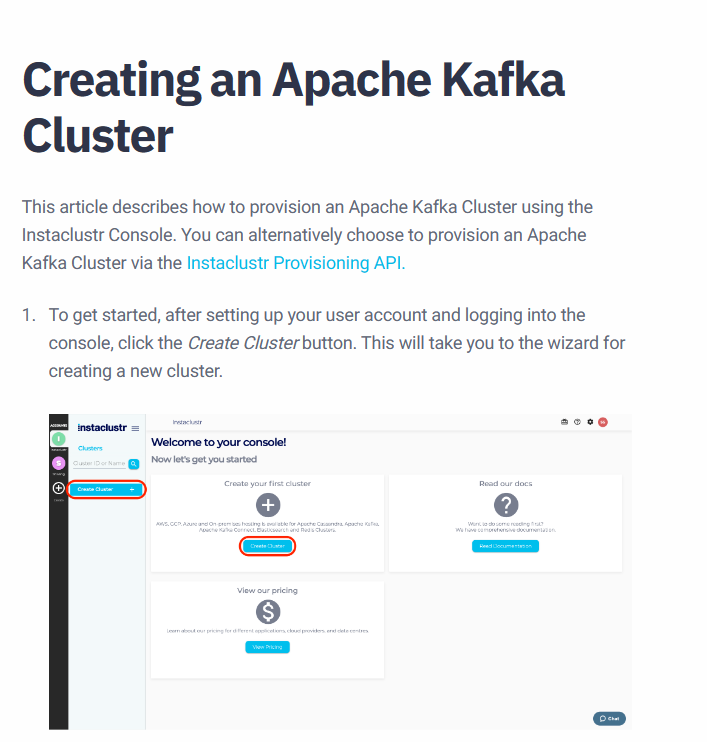 Creating an Apache Kafka
Cluster
This article describes how to provision an Apache Kafka Cluster using the
Instaclustr Console. You can alternatively choose to provision an Apache
Kafka Cluster via the Instaclustr Provisioning API.
1. To get started, after setting up your user account and logging into the
console, click the Create Cluster button. This will take you to the wizard for
creating a new cluster.
instaclustr
instaclustr
Welcome to your console!
Clusters
Now let's get you started
Cluster ID or Name
Create Cluster +
Create your first cluster
AWS, GCP, Azure and On-premises hosting is available for Apache Cassandra, Apache Kafka,
Apache Kafka Connect, Elasticsearch and Redis Clusters.
Create Cluster
Read our docs
?
Want to do some reading first?
We have comprehensive documentation.
Read Documentation
View our pricing
$
Learn about our pricing for different applications, cloud providers, and data centres.
View Pricing
Chat